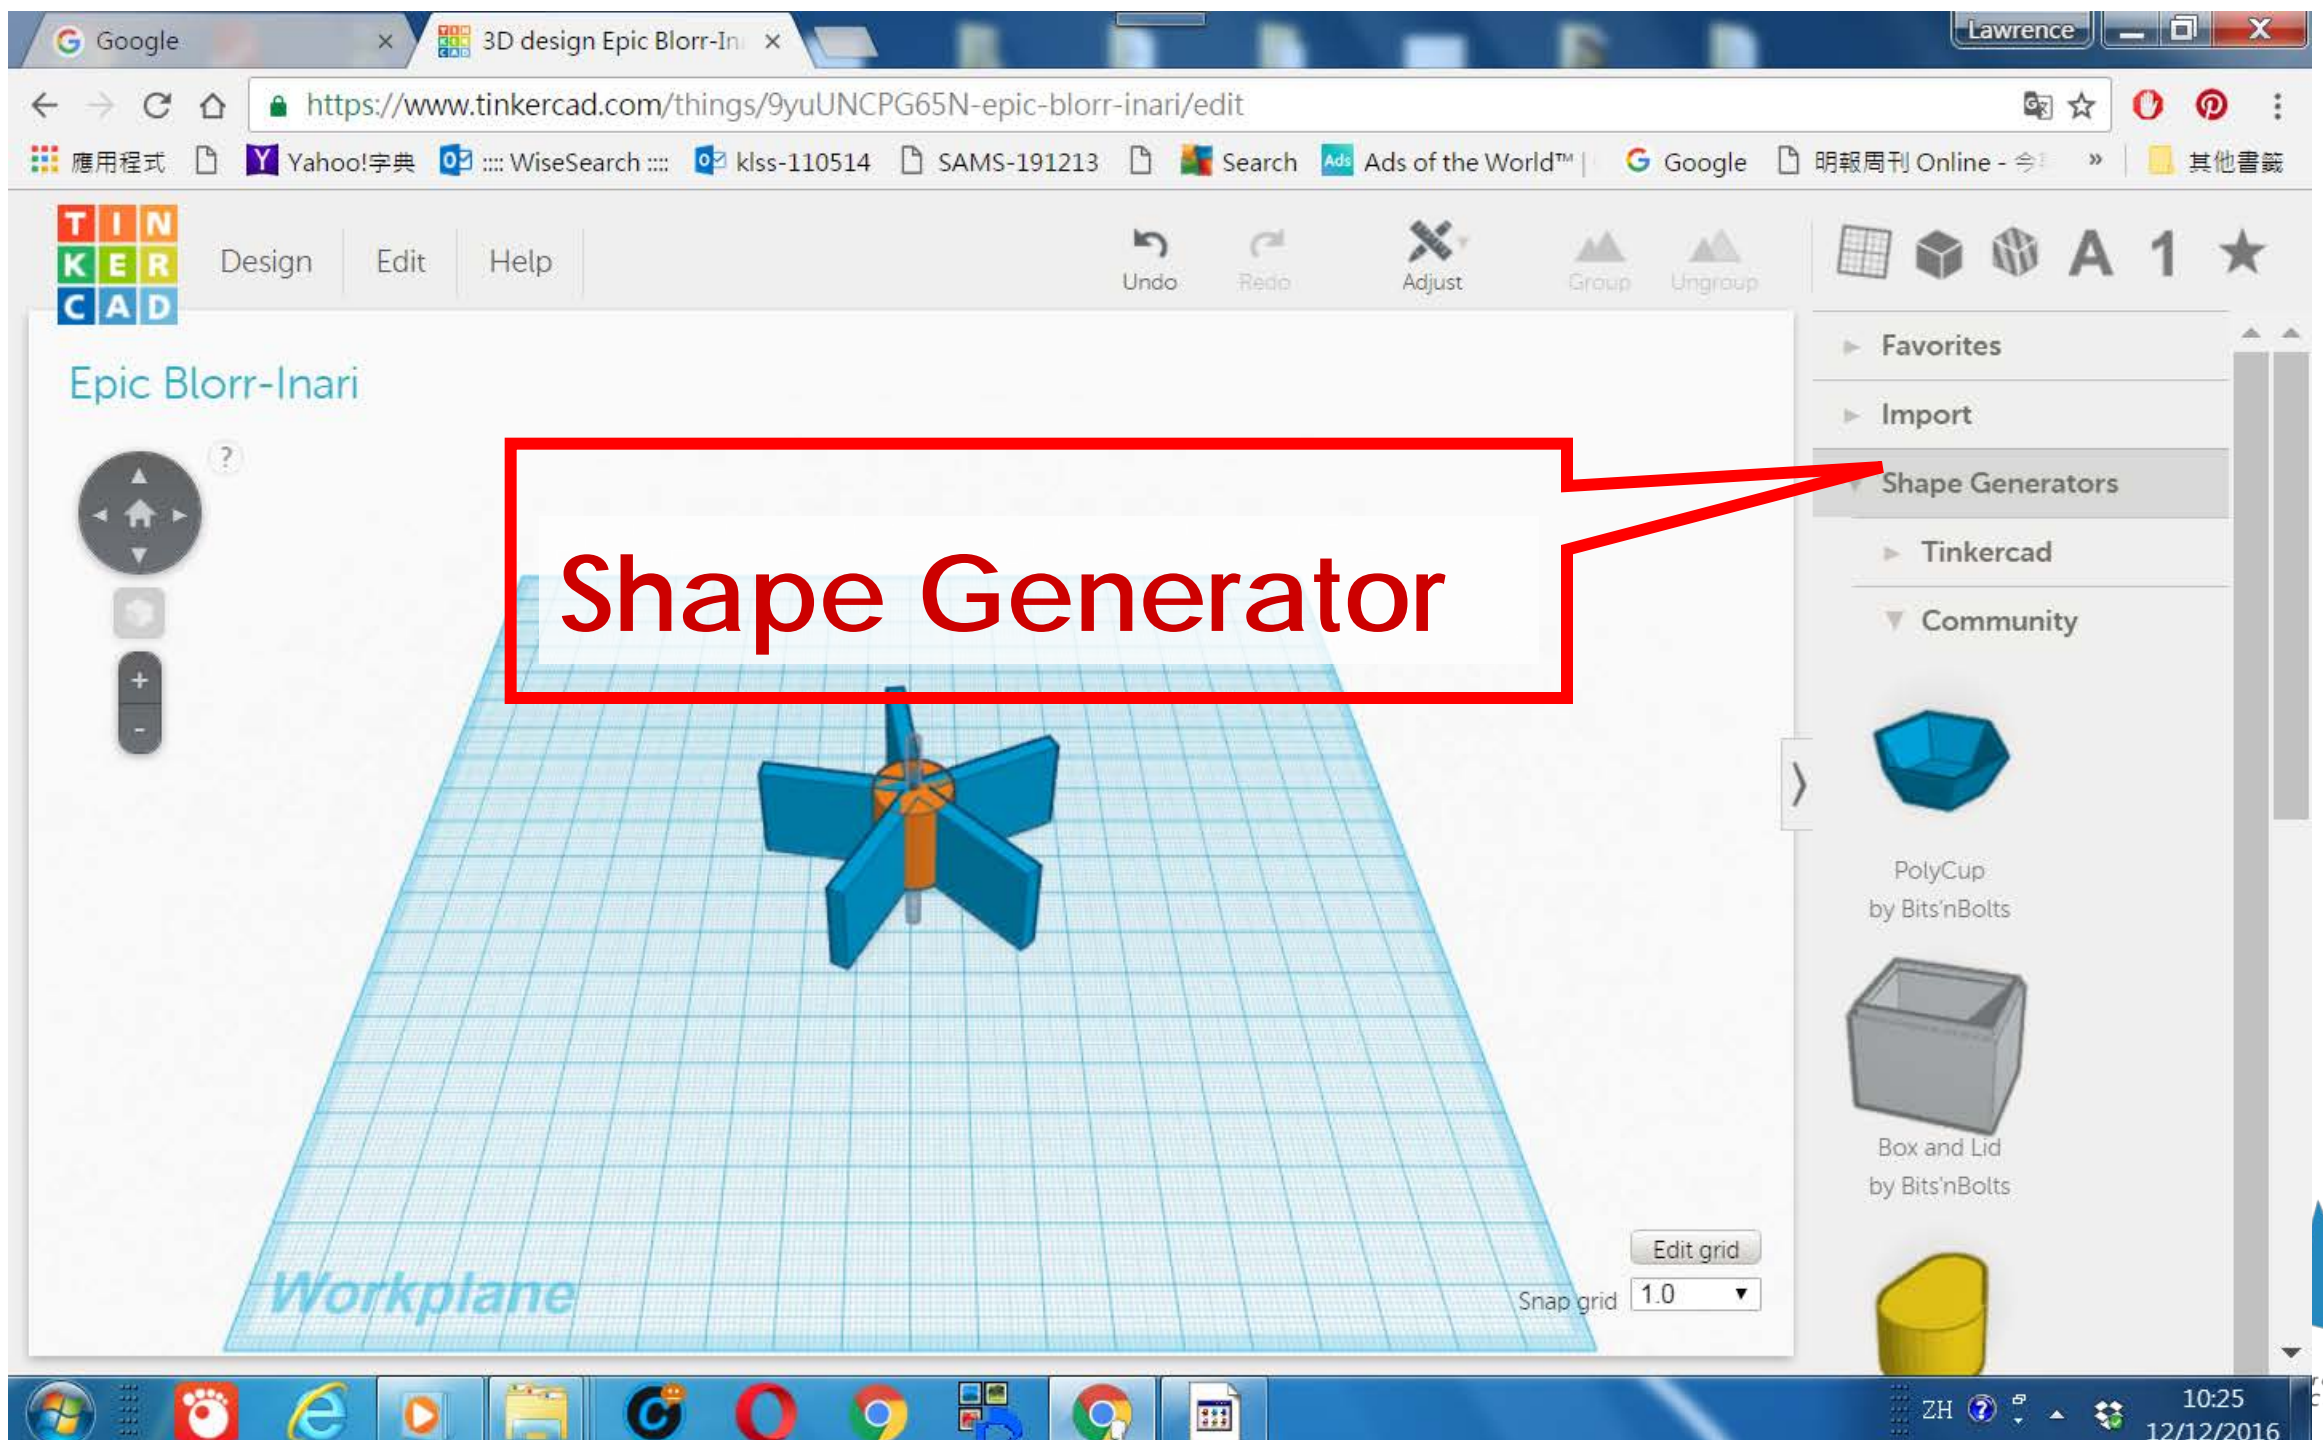 Google
3D design Epic Blorr-In
Lawrence
https://www.tinkercad.com/things/9yuUNCPG65N-epic-blorr-inari/edit
應用程式 Yahoo!字典 :::: WiseSearch :::: klss-110514 SAMS-191213 Search Ads Ads of the World™ | Google 明報周刊 Online - 今 » 其他書籤
TIN
KER
CAD
Design Edit Help
Undo Redo Adjust Group Ungroup
A 1
Epic Blorr-Inari
?
+
-
Shape Generator
Favorites
Import
Shape Generators
Tinkercad
Community
PolyCup
by Bits'nBolts
Box and Lid
by Bits'nBolts
Workplane
Edit grid
Snap grid 1.0
ZH
10:25
12/12/2016